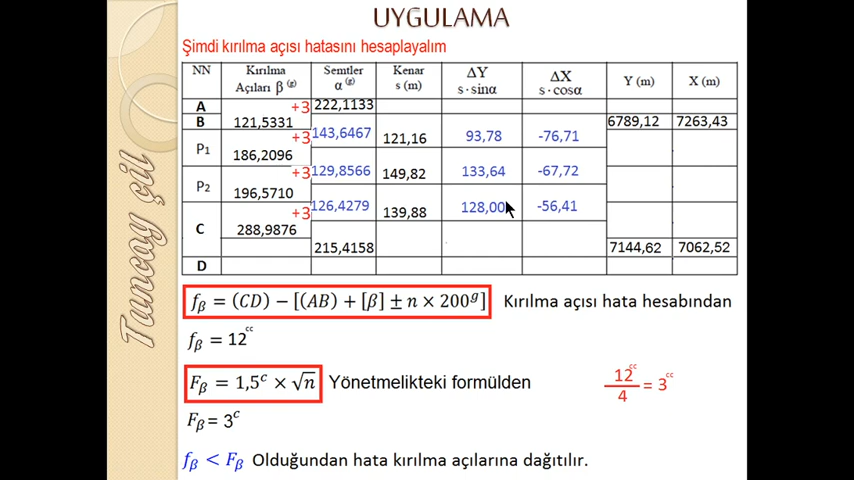 UYGULAMA
Şimdi kırılma açısı hatasını hesaplayalım
NN Kırılma Açıları β (g) Semtler α (g) Kenar s (m) ΔY s·sinα ΔX s·cosα Y (m) X (m)
A +3 222,1133
B 121,5331 6789,12 7263,43
+3 143,6467 121,16 93,78 -76,71
P1 186,2096
+3 129,8566 149,82 133,64 -67,72
P2 196,5710
+3 126,4279 139,88 128,00 -56,41
C 288,9876
215,4158 7144,62 7062,52
D
fβ = (CD) − [(AB) + [β] ± n × 200g] Kırılma açısı hata hesabından
fβ = 12cc
Fβ = 1,5c × √n Yönetmelikteki formülden
12cc / 4 = 3cc
Fβ = 3c
fβ < Fβ Olduğundan hata kırılma açılarına dağıtılır.
Tuncay çil